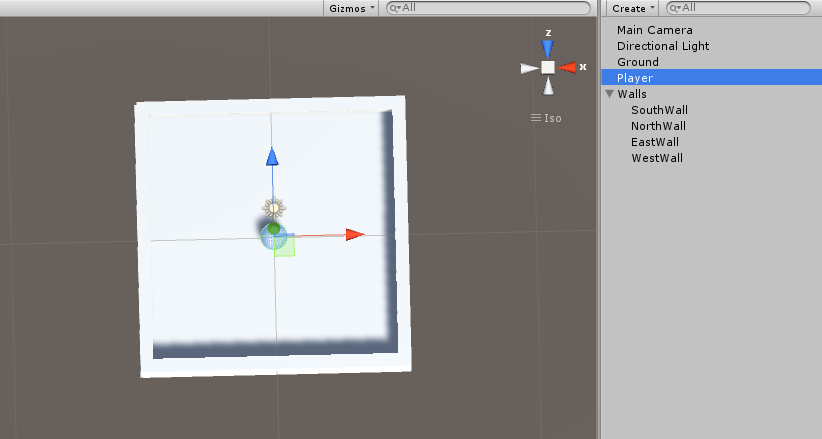 Gizmos
All
Create
All
z
x
Iso
Main Camera
Directional Light
Ground
Player
Walls
SouthWall
NorthWall
EastWall
WestWall